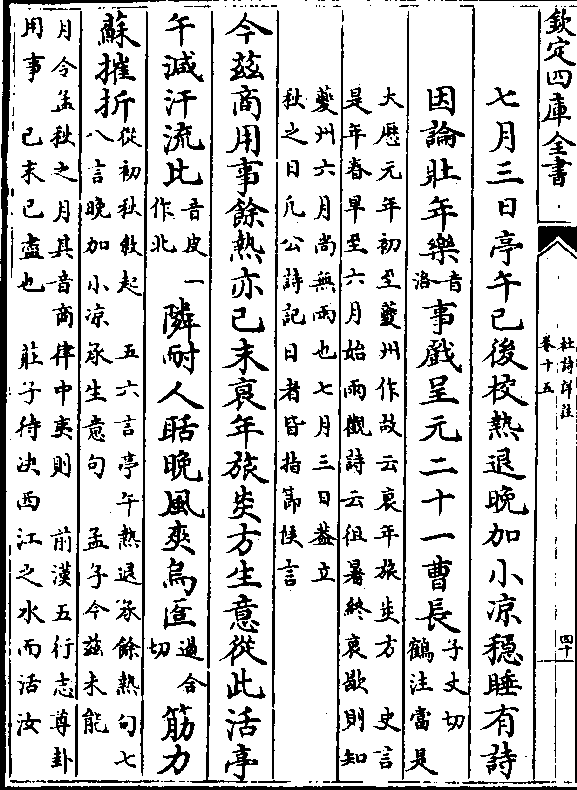 欽定四庫全書
杜詩詳註
卷十五
四十
七月三日亭午已後校熱退晚加小凉穩睡有詩
因論壯年樂一音洛事戲呈元二十一曹長子丈切鶴注當是
大厯元年初至夔州作故云衰年旅炎方 史言
是年春旱至六月始雨觀詩云徂暑終衰歇則知
夔州六月尚無雨也七月三日蓋立
秋之日凡公詩記日者皆指節候言
今兹商用事餘熱亦已末衰年旅炎方生意從此活亭
午減汗流比音皮一作北隣耐人聒晚風爽烏匼遏合切筋力
蘇摧折從初秋敘起 五六言亭午熱退承餘熱句七
八言晚加小凉承生意句 孟子今兹未能
月令孟秋之月其音商律中夷則 前漢五行志尊卦
用事 已末已盡也 莊子待決西江之水而活汝